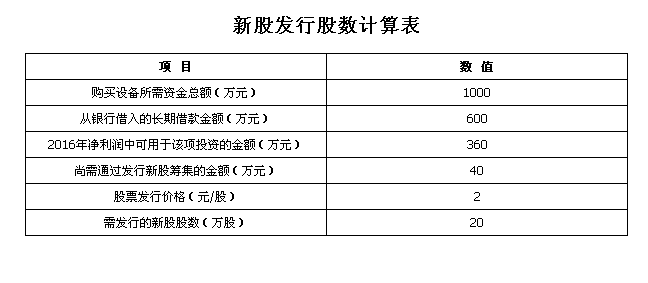 新股发行股数计算表
项 目 数 值
购买设备所需资金总额（万元） 1000
从银行借入的长期借款金额（万元） 600
2016年净利润中可用于该项投资的金额（万元） 360
尚需通过发行新股筹集的金额（万元） 40
股票发行价格（元/股） 2
需发行的新股股数（万股） 20